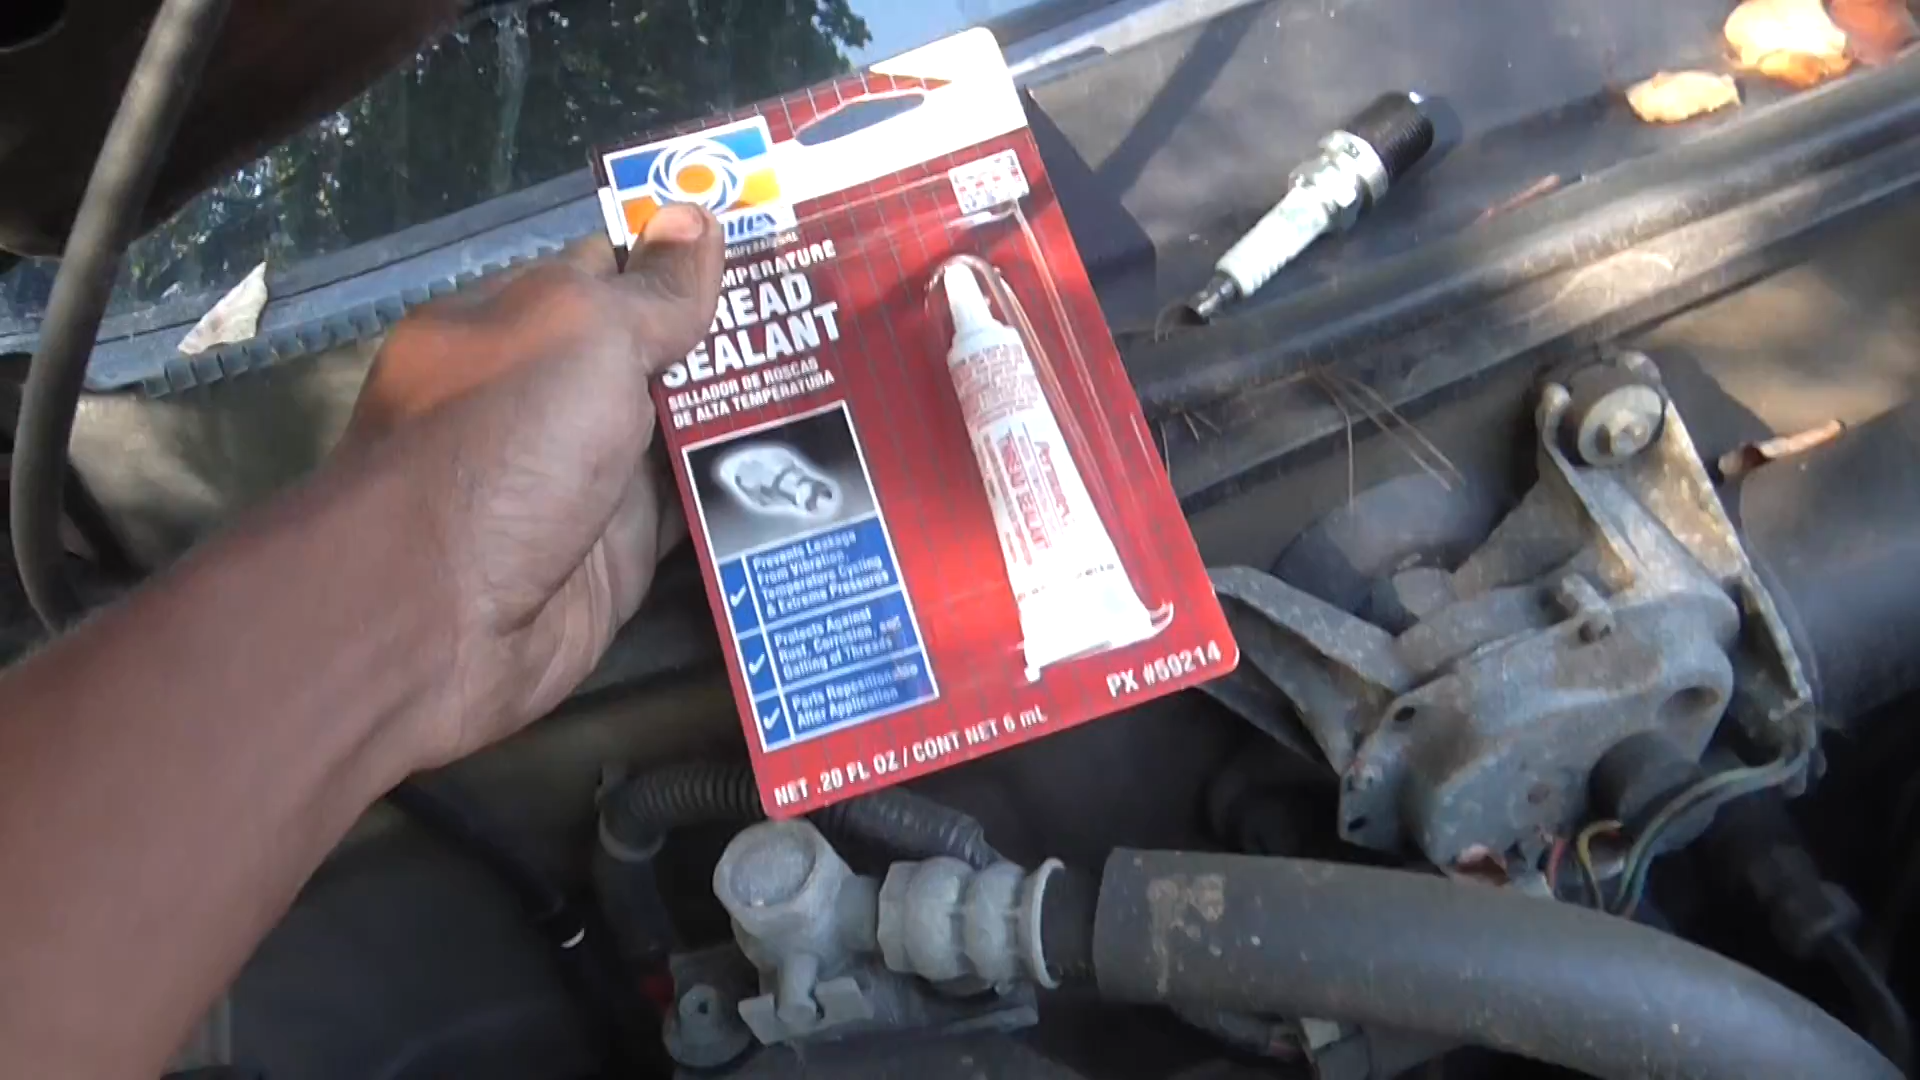 MPERATURE
READ
SEALANT
SELLADOR DE ROSCAS
DE ALTA TEMPERATURA
Prevents Leakage
From Vibration,
Temperature Cycling
& Extreme Pressures
Protects Against
Rust, Corrosion, and
Galling of Threads
Parts Repositionable
After Application
NET .20 FL OZ / CONT NET 6 mL
PX #59214